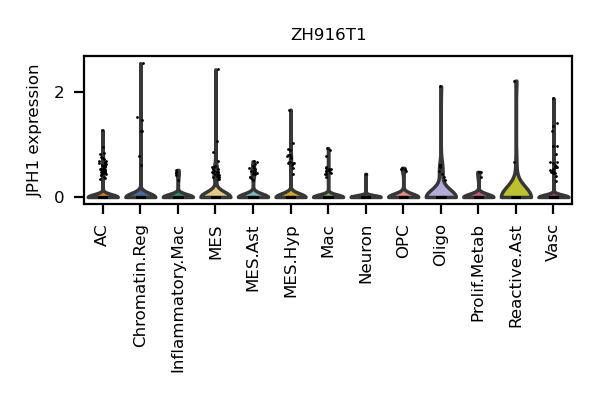 ZH916T1
JPH1 expression
2
0
AC
Chromatin.Reg
Inflammatory.Mac
MES
MES.Ast
MES.Hyp
Mac
Neuron
OPC
Oligo
Prolif.Metab
Reactive.Ast
Vasc